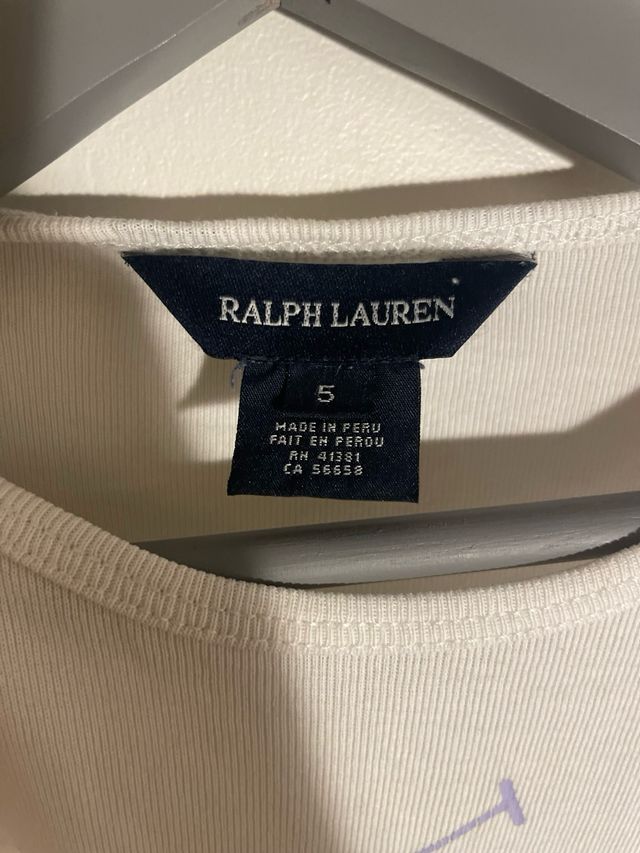 RALPH LAUREN
5
MADE IN PERU
FAIT EN PEROU
RN 41381
CA 56658